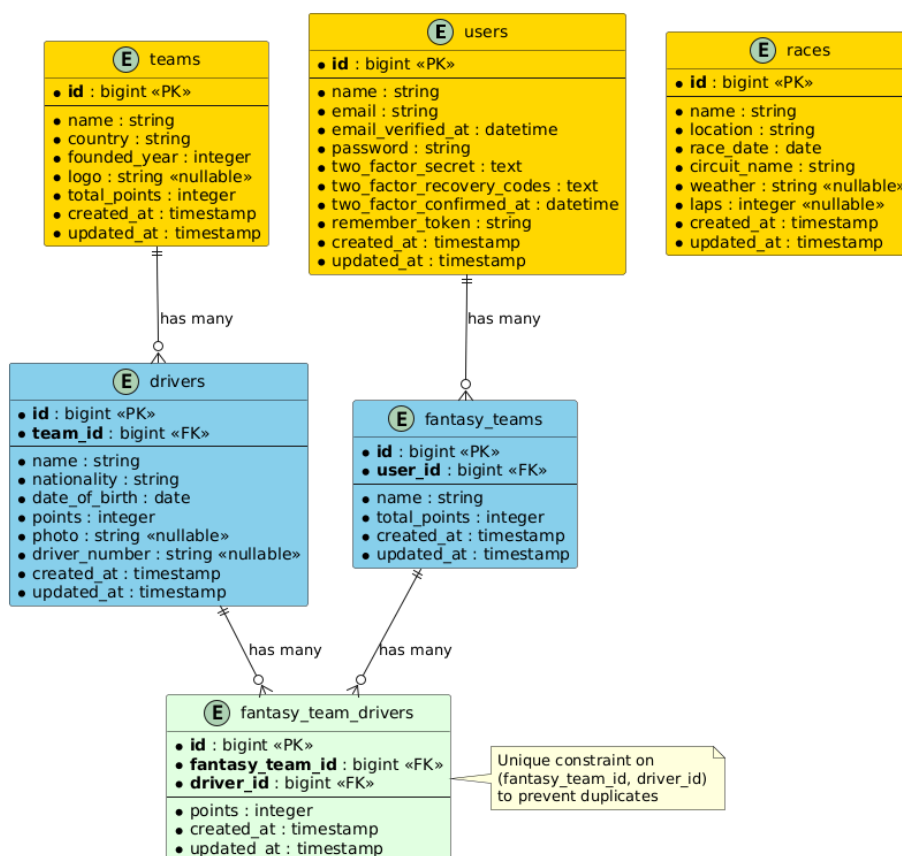 E teams
id : bigint «PK»
name : string
country : string
founded_year : integer
logo : string «nullable»
total_points : integer
created_at : timestamp
updated_at : timestamp
E users
id : bigint «PK»
name : string
email : string
email_verified_at : datetime
password : string
two_factor_secret : text
two_factor_recovery_codes : text
two_factor_confirmed_at : datetime
remember_token : string
created_at : timestamp
updated_at : timestamp
E races
id : bigint «PK»
name : string
location : string
race_date : date
circuit_name : string
weather : string «nullable»
laps : integer «nullable»
created_at : timestamp
updated_at : timestamp
has many
has many
E drivers
id : bigint «PK»
team_id : bigint «FK»
name : string
nationality : string
date_of_birth : date
points : integer
photo : string «nullable»
driver_number : string «nullable»
created_at : timestamp
updated_at : timestamp
E fantasy_teams
id : bigint «PK»
user_id : bigint «FK»
name : string
total_points : integer
created_at : timestamp
updated_at : timestamp
has many
has many
E fantasy_team_drivers
id : bigint «PK»
fantasy_team_id : bigint «FK»
driver_id : bigint «FK»
points : integer
created_at : timestamp
updated_at : timestamp
Unique constraint on
(fantasy_team_id, driver_id)
to prevent duplicates